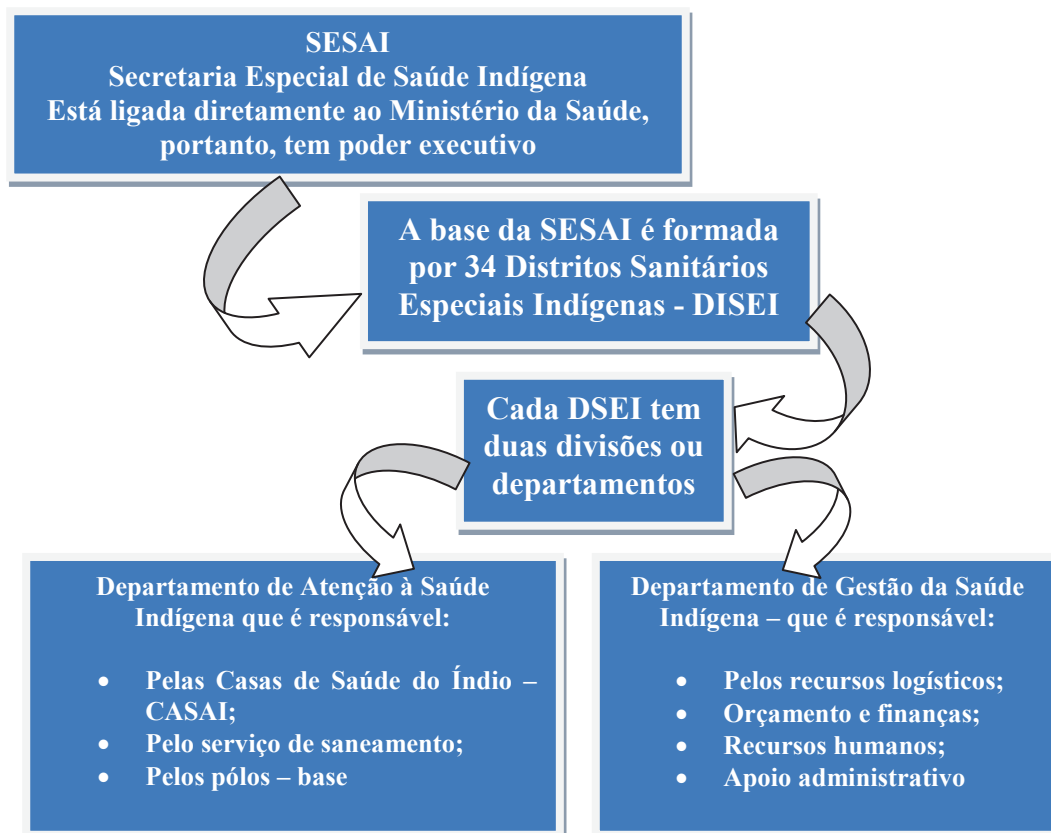 SESAI
Secretaria Especial de Saúde Indígena
Está ligada diretamente ao Ministério da Saúde,
portanto, tem poder executivo
A base da SESAI é formada
por 34 Distritos Sanitários
Especiais Indígenas - DISEI
Cada DSEI tem
duas divisões ou
departamentos
Departamento de Atenção à Saúde
Indígena que é responsável:
• Pelas Casas de Saúde do Índio –
CASAI;
• Pelo serviço de saneamento;
• Pelos pólos – base
Departamento de Gestão da Saúde
Indígena – que é responsável:
• Pelos recursos logísticos;
• Orçamento e finanças;
• Recursos humanos;
• Apoio administrativo